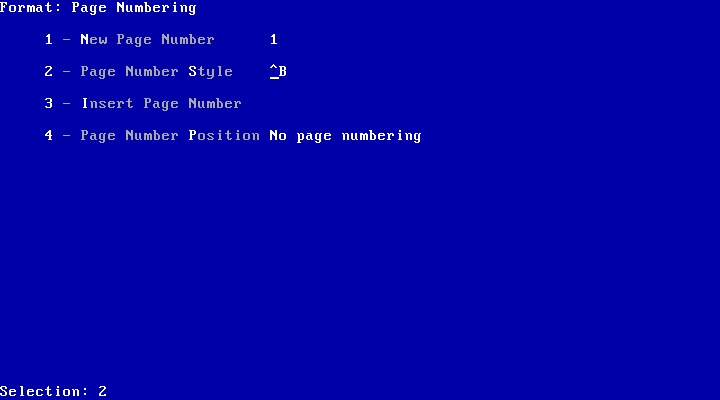 Format: Page Numbering
1 - New Page Number 1
2 - Page Number Style ^B
3 - Insert Page Number
4 - Page Number Position No page numbering
Selection: 2